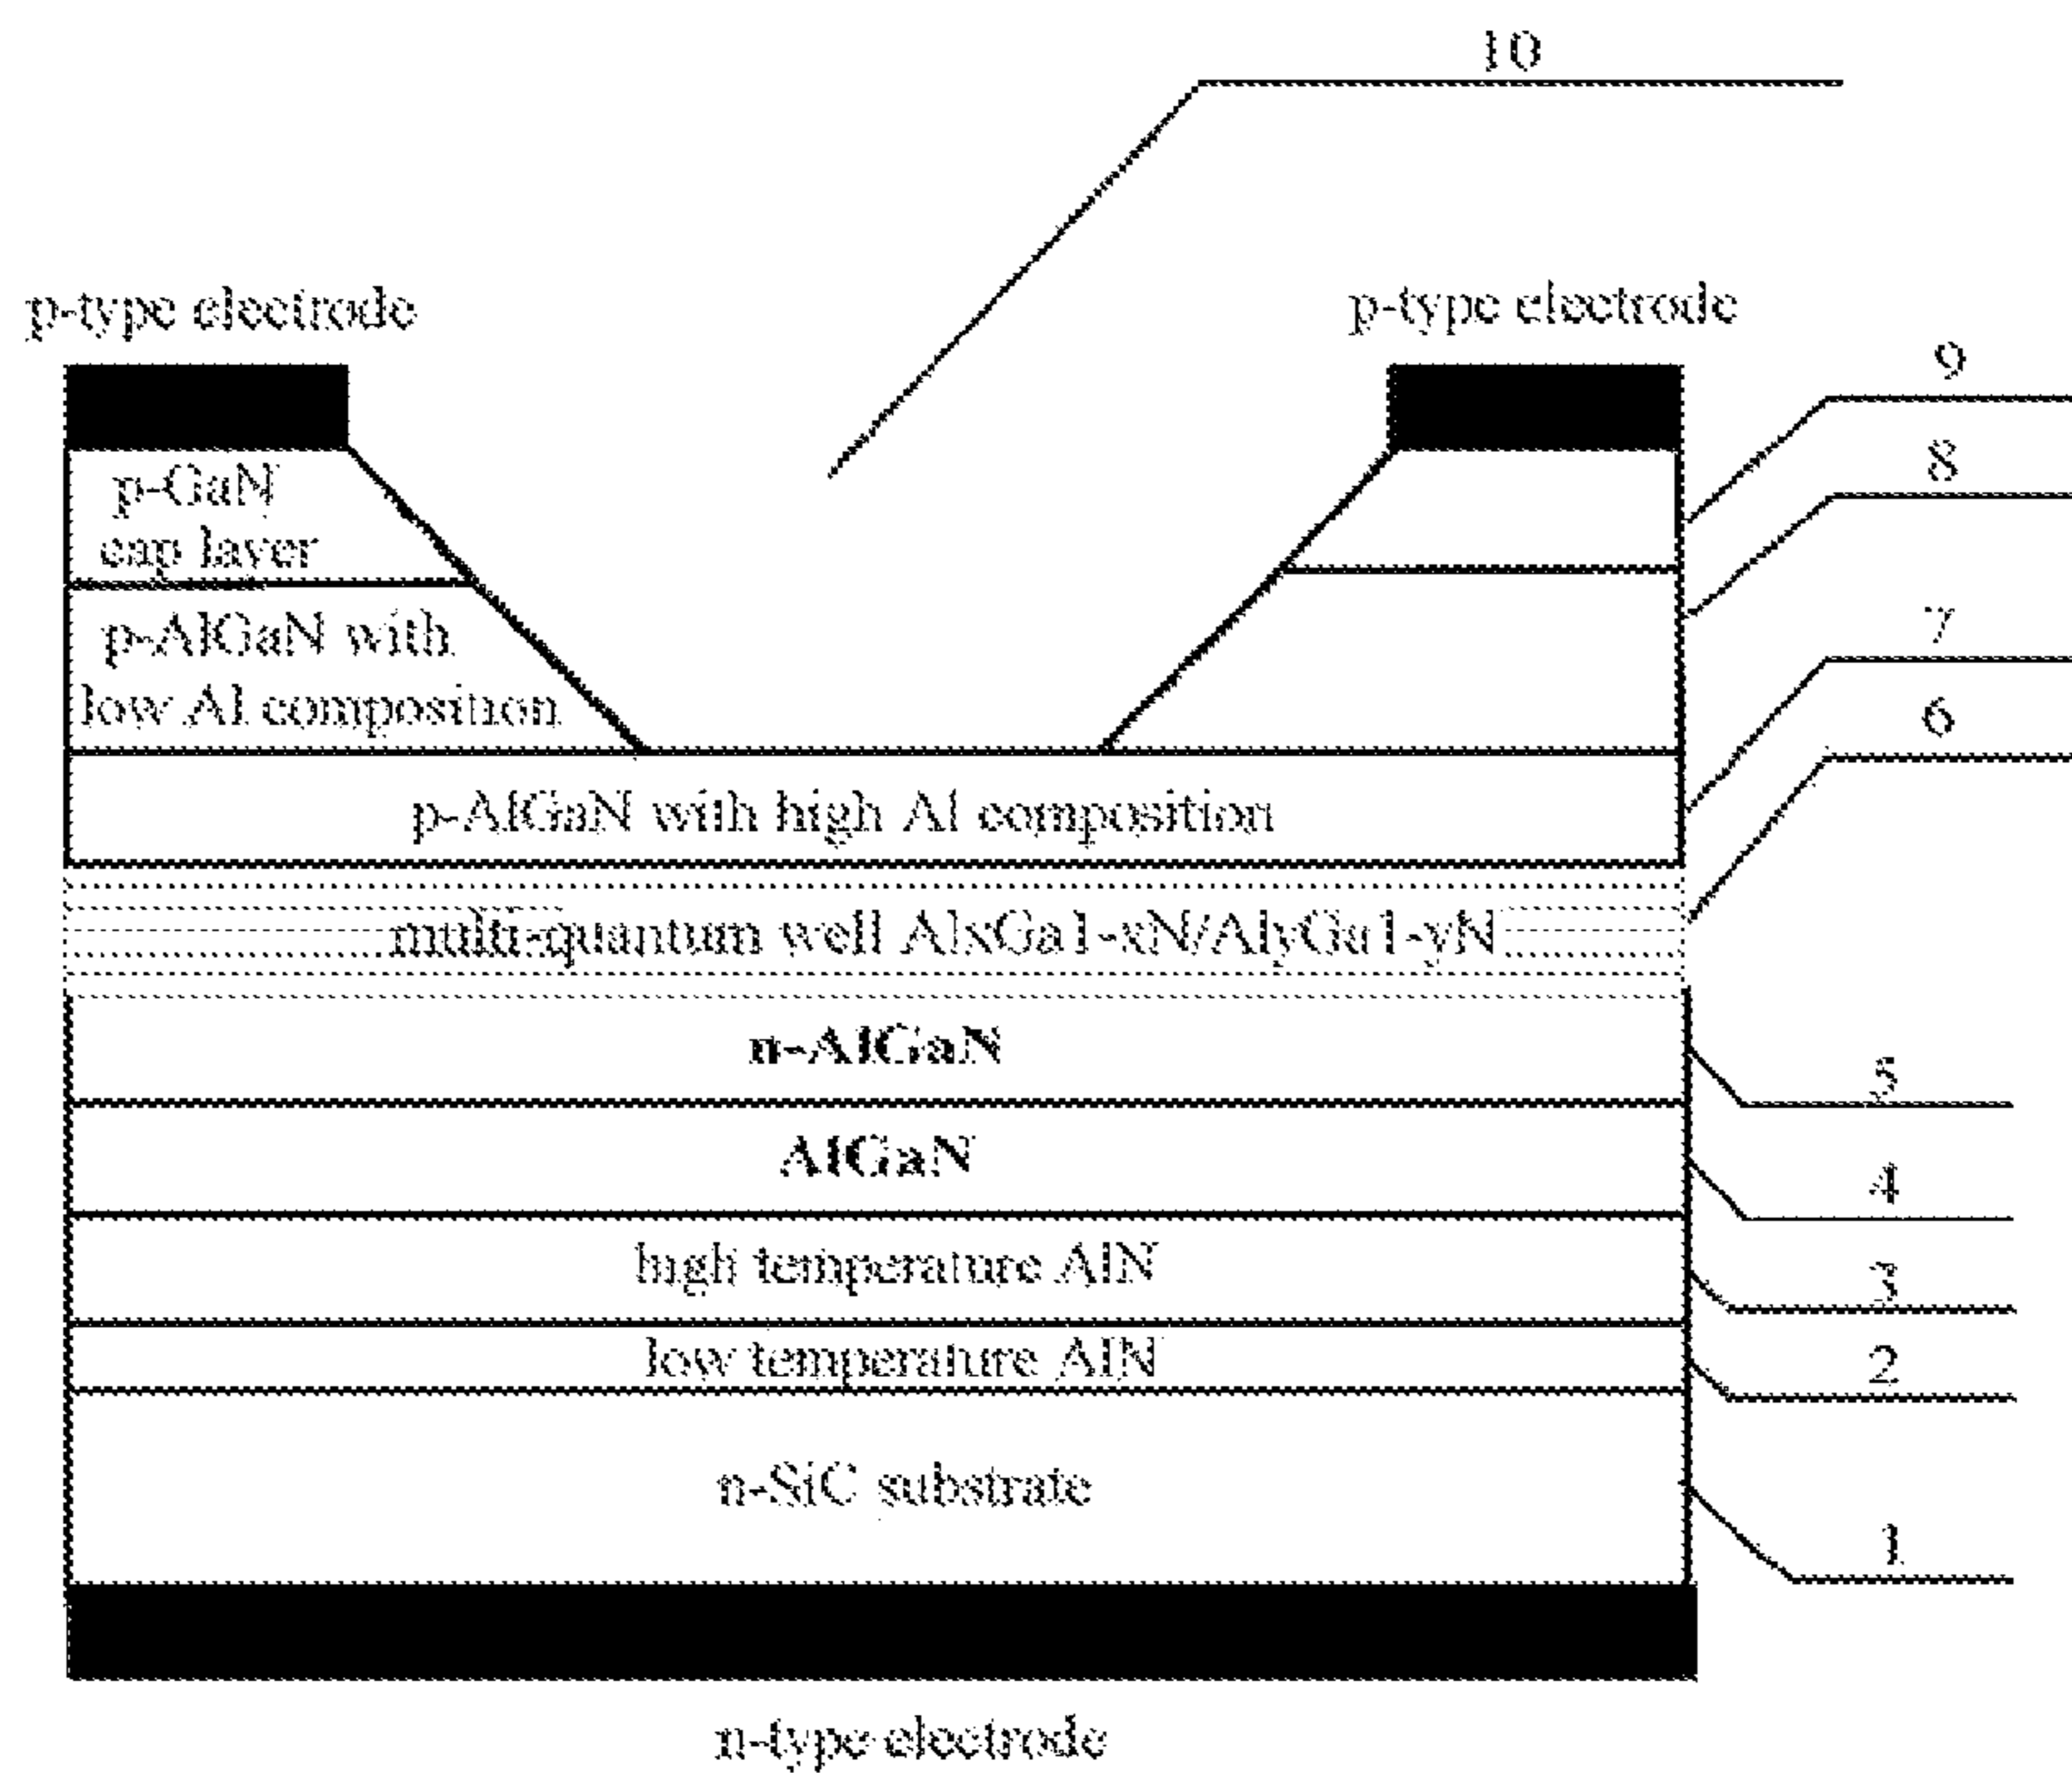 10
p-type electrode
p-type electrode
9
p-GaN
cap layer
8
p-AlGaN with
low Al composition
7
6
p-AlGaN with high Al composition
multi-quantum well AlxGa1-xN/AlyGa1-yN
n-AlGaN
5
AlGaN
4
high temperature AlN
3
low temperature AlN
2
n-SiC substrate
1
n-type electrode